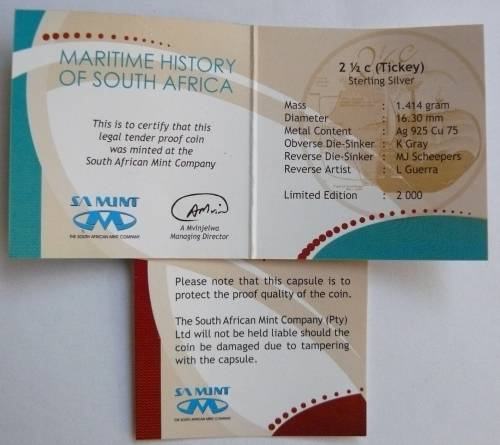 MARITIME HISTORY
OF SOUTH AFRICA
This is to certify that this
legal tender proof coin
was minted at the
South African Mint Company
SA MINT
THE SOUTH AFRICAN MINT COMPANY
A Mvinjelwa
Managing Director
2 ½ c (Tickey)
Sterling Silver
Mass : 1.414 gram
Diameter : 16.30 mm
Metal Content : Ag 925 Cu 75
Obverse Die-Sinker : K Gray
Reverse Die-Sinker : MJ Scheepers
Reverse Artist : L Guerra
Limited Edition : 2 000
Please note that this capsule is to
protect the proof quality of the coin.
The South African Mint Company (Pty)
Ltd will not be held liable should the
coin be damaged due to tampering
with the capsule.
SA MINT
THE SOUTH AFRICAN MINT COMPANY